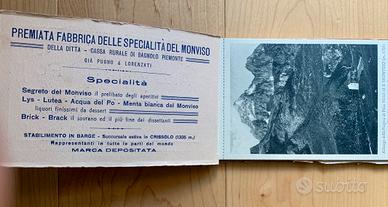 PREMIATA FABBRICA DELLE SPECIALITÀ DEL MONVISO
DELLA DITTA - CASSA RURALE DI BAGNOLO PIEMONTE
GIÀ PUGNO & LORENZATI
Specialità
Segreto del Monviso il prelibato degli aperitivi
Lys - Lutea - Acqua del Po - Menta bianca del Monviso
liquori finissimi da dessert
Brick - Brack il sovrano ed il più fine dei dissetanti
STABILIMENTO IN BARGE - Succursale estiva in CRISSOLO (1335 m.)
Rappresentanti in tutte le parti del mondo
MARCA DEPOSITATA
subito